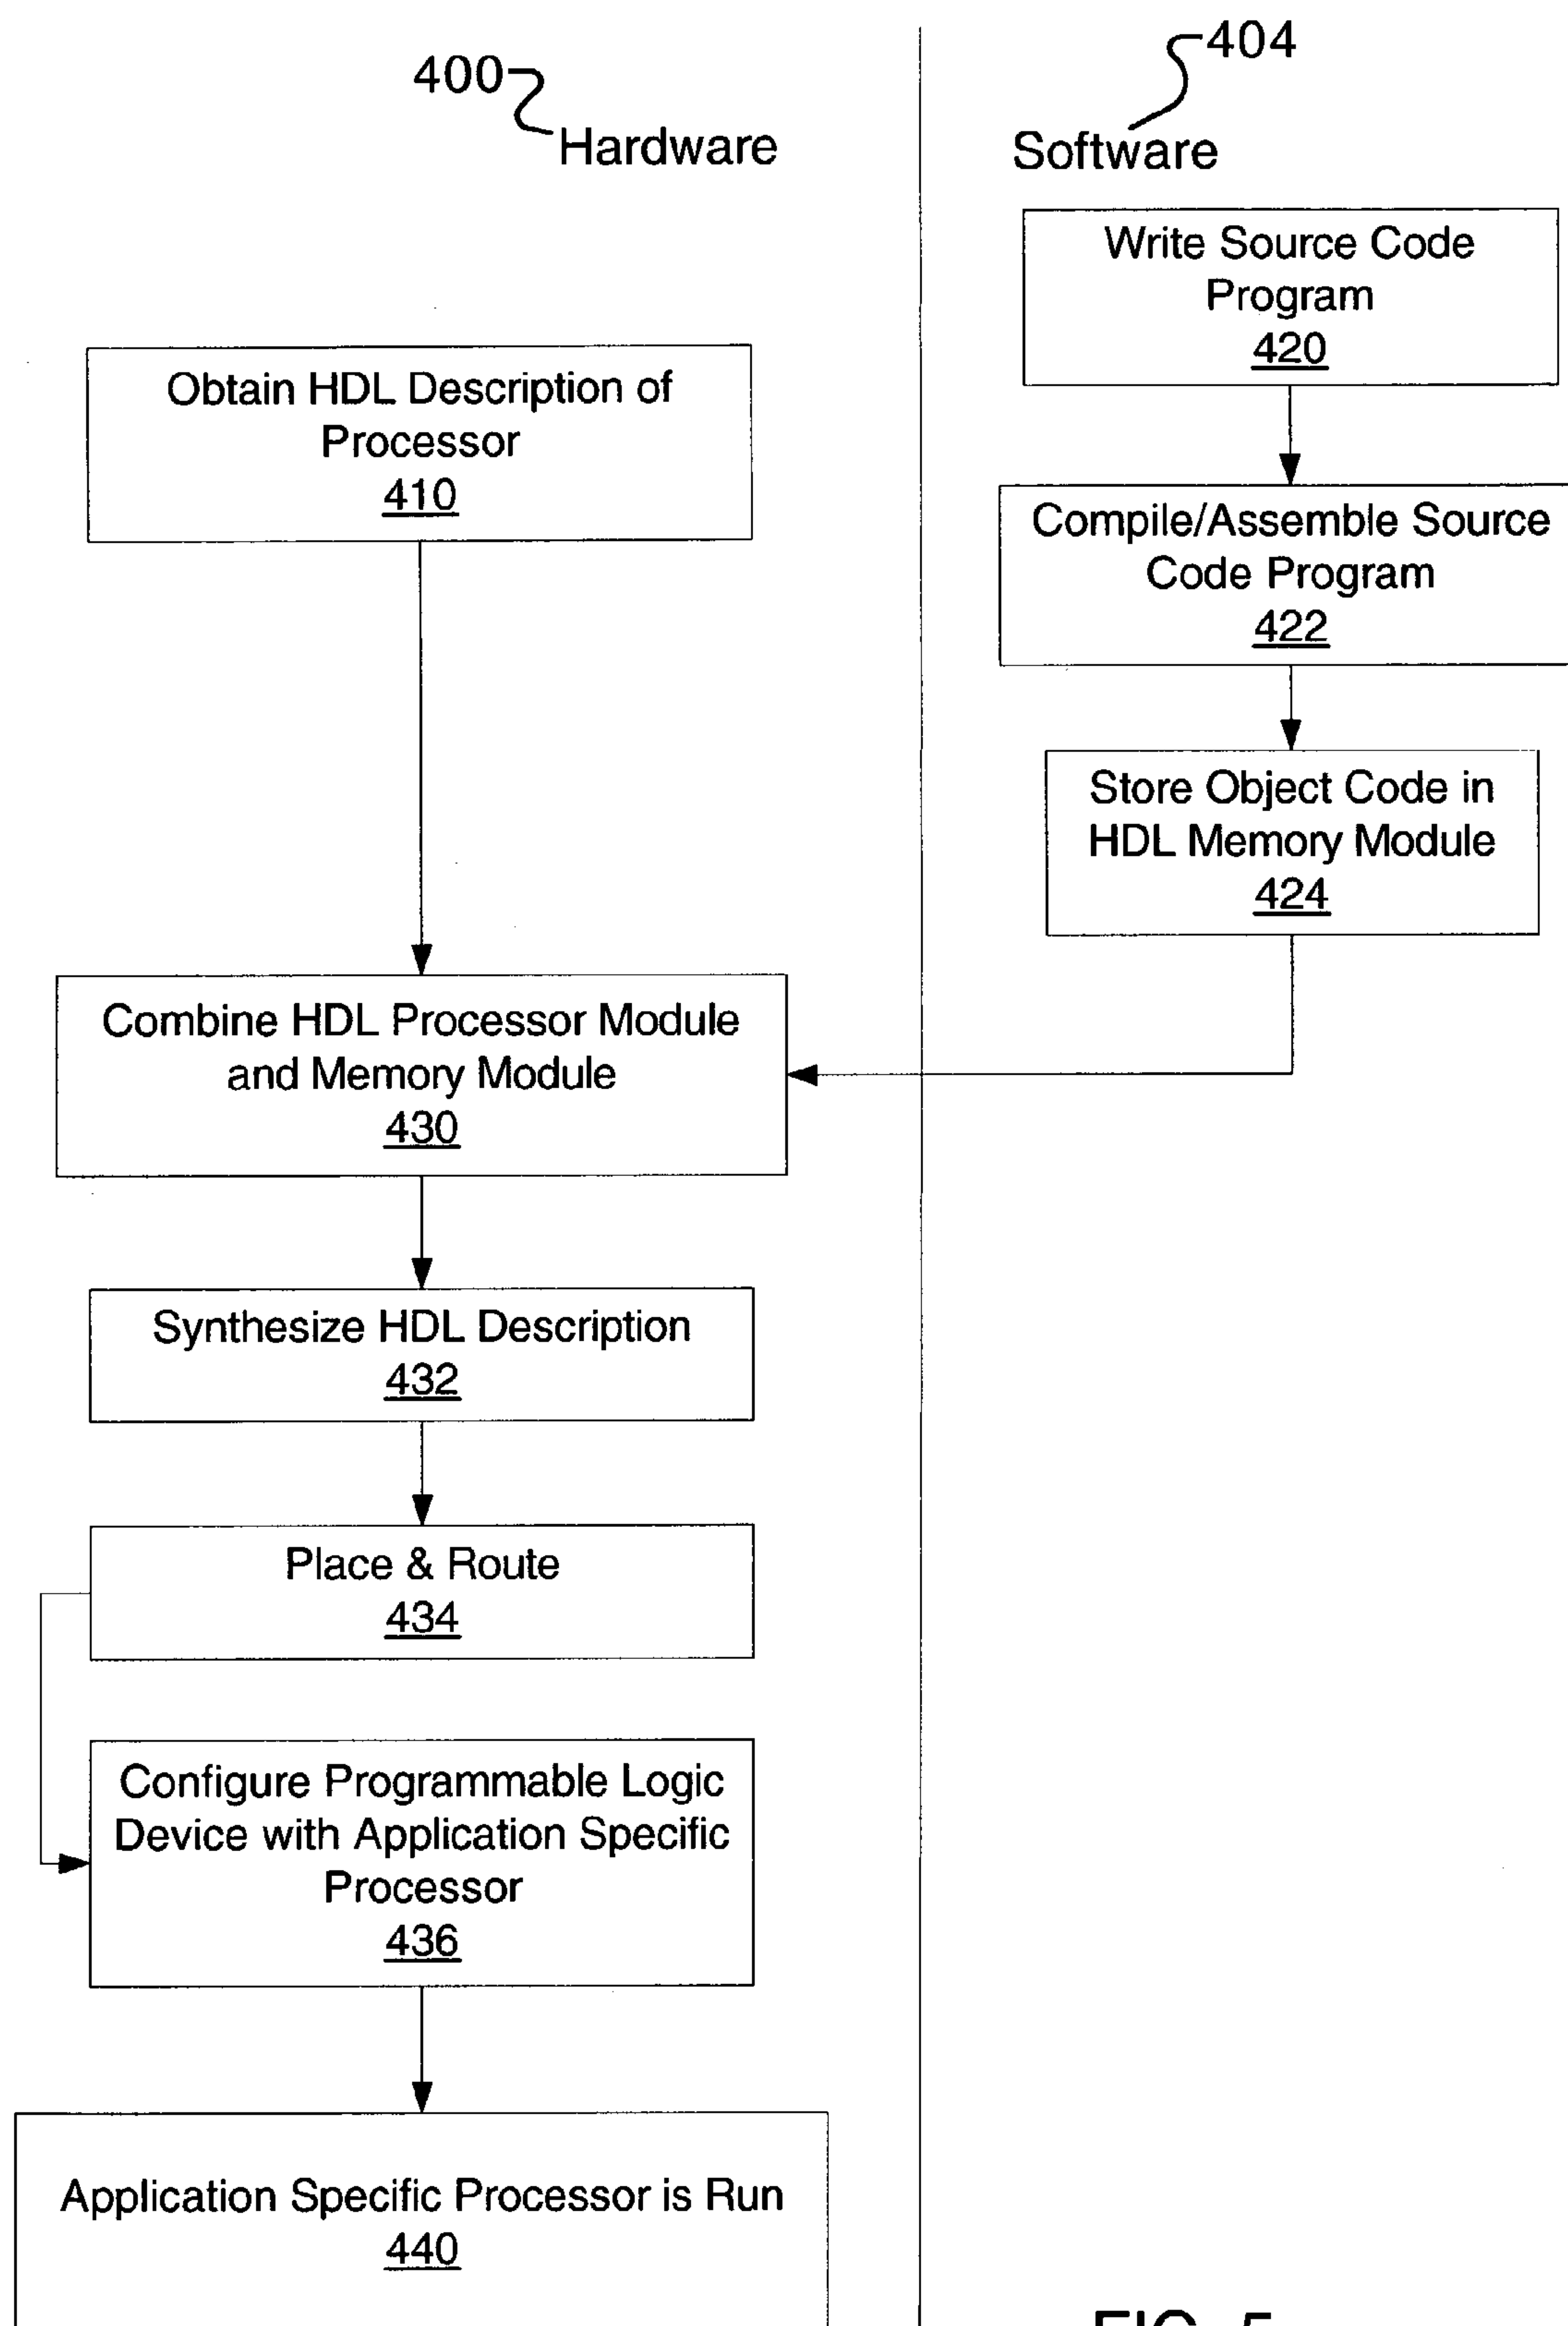 400
Hardware
404
Software
Write Source Code
Program
420
Obtain HDL Description of
Processor
410
Compile/Assemble Source
Code Program
422
Store Object Code in
HDL Memory Module
424
Combine HDL Processor Module
and Memory Module
430
Synthesize HDL Description
432
Place & Route
434
Configure Programmable Logic
Device with Application Specific
Processor
436
Application Specific Processor is Run
440
FIG. 5